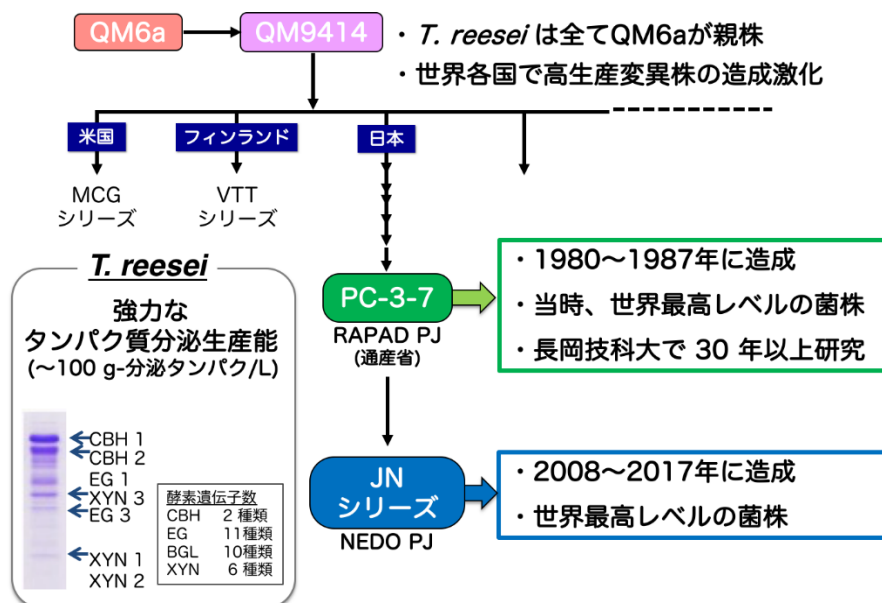 QM6a
QM9414
・T. reesei は全てQM6aが親株
・世界各国で高生産変異株の造成激化
米国
フィンランド
日本
MCG
シリーズ
VTT
シリーズ
T. reesei
強力な
タンパク質分泌生産能
(〜100 g-分泌タンパク/L)
CBH 1
CBH 2
EG 1
XYN 3
EG 3
XYN 1
XYN 2
酵素遺伝子数
CBH 2 種類
EG 11種類
BGL 10種類
XYN 6 種類
PC-3-7
RAPAD PJ
(通産省)
・1980〜1987年に造成
・当時、世界最高レベルの菌株
・長岡技科大で 30 年以上研究
JN
シリーズ
NEDO PJ
・2008〜2017年に造成
・世界最高レベルの菌株